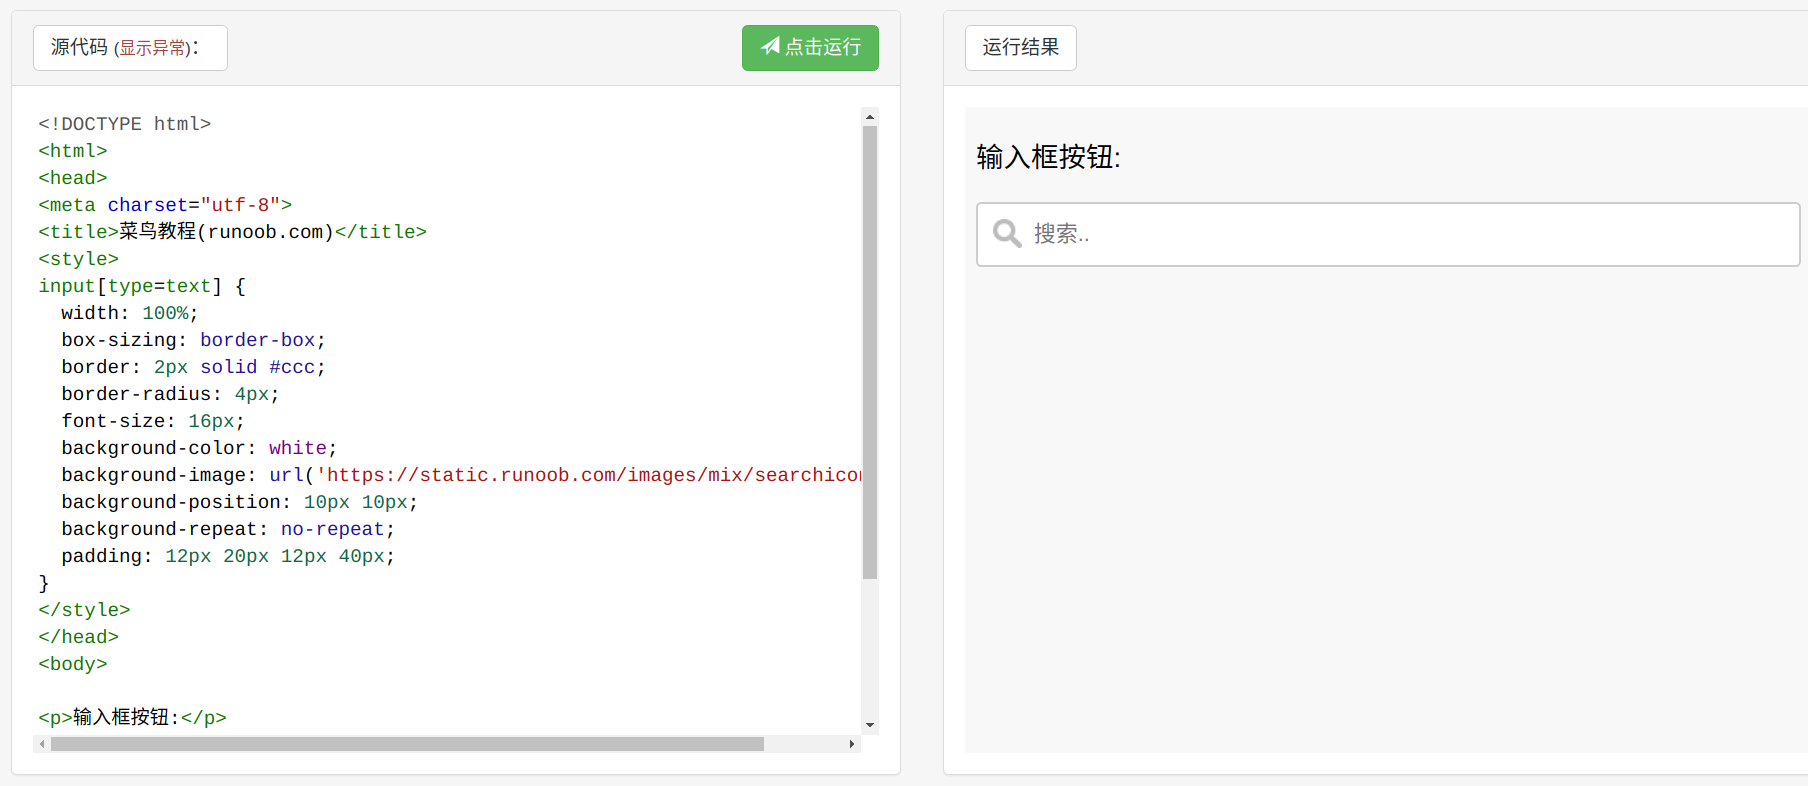 源代码 (显示异常)：
点击运行
<!DOCTYPE html>
<html>
<head>
<meta charset="utf-8">
<title>菜鸟教程(runoob.com)</title>
<style>
input[type=text] {
  width: 100%;
  box-sizing: border-box;
  border: 2px solid #ccc;
  border-radius: 4px;
  font-size: 16px;
  background-color: white;
  background-image: url('https://static.runoob.com/images/mix/searchicon
  background-position: 10px 10px;
  background-repeat: no-repeat;
  padding: 12px 20px 12px 40px;
}
</style>
</head>
<body>
<p>输入框按钮:</p>
运行结果
输入框按钮:
搜索..